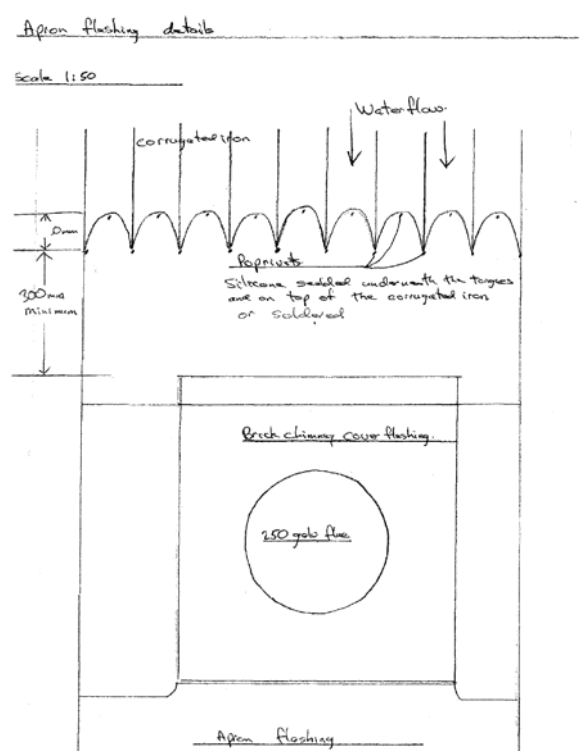 Apron flashing details
Scale 1:50
Waterflow.
corrugated iron
300mm
minimum
Poprivets
Silicone sealed underneath the tongues
and on top of the corrugated iron
or soldered
Brick chimney cover flashing.
250 galv flue
Apron flashing